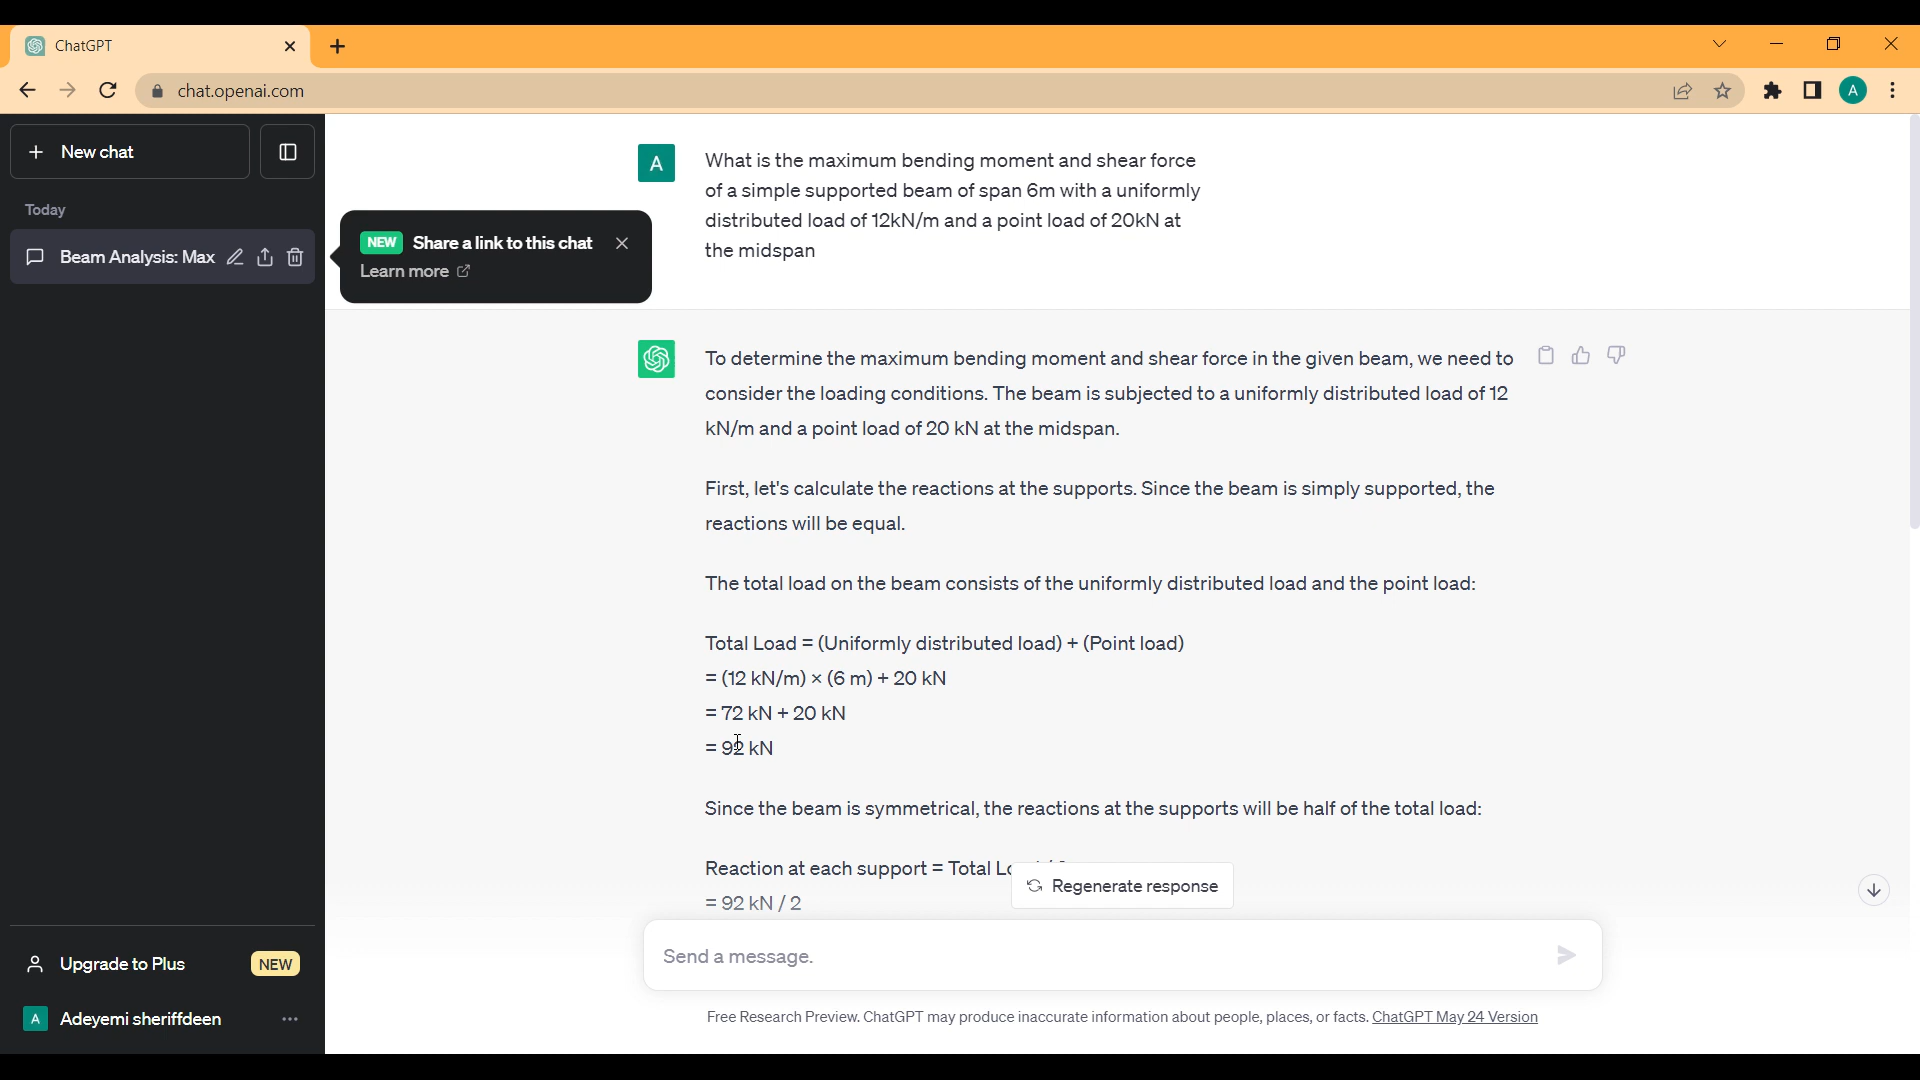 ChatGPT
chat.openai.com
A
New chat
Today
Beam Analysis: Max
NEW Share a link to this chat
Learn more
A
What is the maximum bending moment and shear force
of a simple supported beam of span 6m with a uniformly
distributed load of 12kN/m and a point load of 20kN at
the midspan
To determine the maximum bending moment and shear force in the given beam, we need to
consider the loading conditions. The beam is subjected to a uniformly distributed load of 12
kN/m and a point load of 20 kN at the midspan.
First, let's calculate the reactions at the supports. Since the beam is simply supported, the
reactions will be equal.
The total load on the beam consists of the uniformly distributed load and the point load:
Total Load = (Uniformly distributed load) + (Point load)
= (12 kN/m) × (6 m) + 20 kN
= 72 kN + 20 kN
= 92 kN
Since the beam is symmetrical, the reactions at the supports will be half of the total load:
Reaction at each support = Total
= 92 kN / 2
Regenerate response
Send a message.
Free Research Preview. ChatGPT may produce inaccurate information about people, places, or facts. ChatGPT May 24 Version
Upgrade to Plus NEW
A Adeyemi sheriffdeen